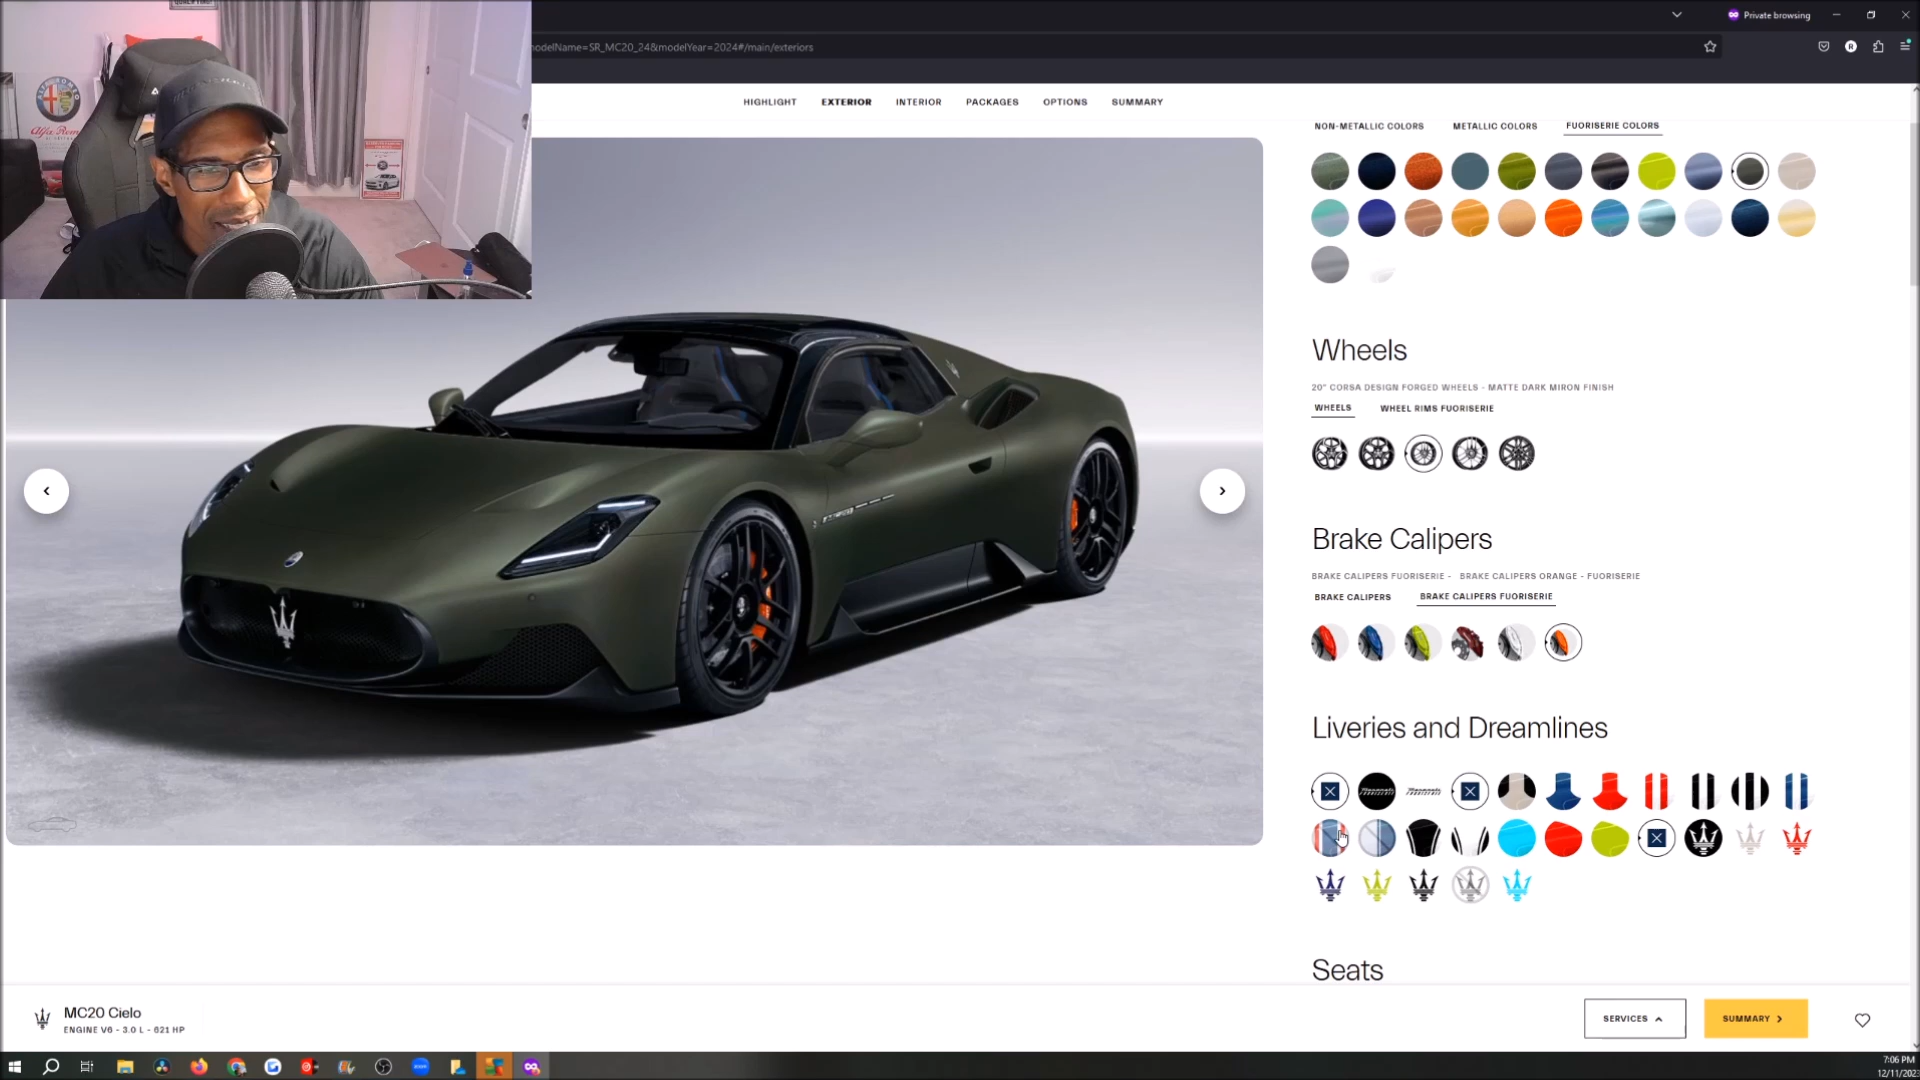 Private browsing
odelName=SR_MC20_24&modelYear=2024#/main/exteriors
HIGHLIGHT EXTERIOR INTERIOR PACKAGES OPTIONS SUMMARY
NON-METALLIC COLORS METALLIC COLORS FUORISERIE COLORS
Wheels
20" CORSA DESIGN FORGED WHEELS - MATTE DARK MIRON FINISH
WHEELS WHEEL RIMS FUORISERIE
Brake Calipers
BRAKE CALIPERS FUORISERIE - BRAKE CALIPERS ORANGE - FUORISERIE
BRAKE CALIPERS BRAKE CALIPERS FUORISERIE
Liveries and Dreamlines
Seats
MC20 Cielo
ENGINE V6 - 3.0 L - 621 HP
SERVICES
SUMMARY
7:06 PM
12/11/202